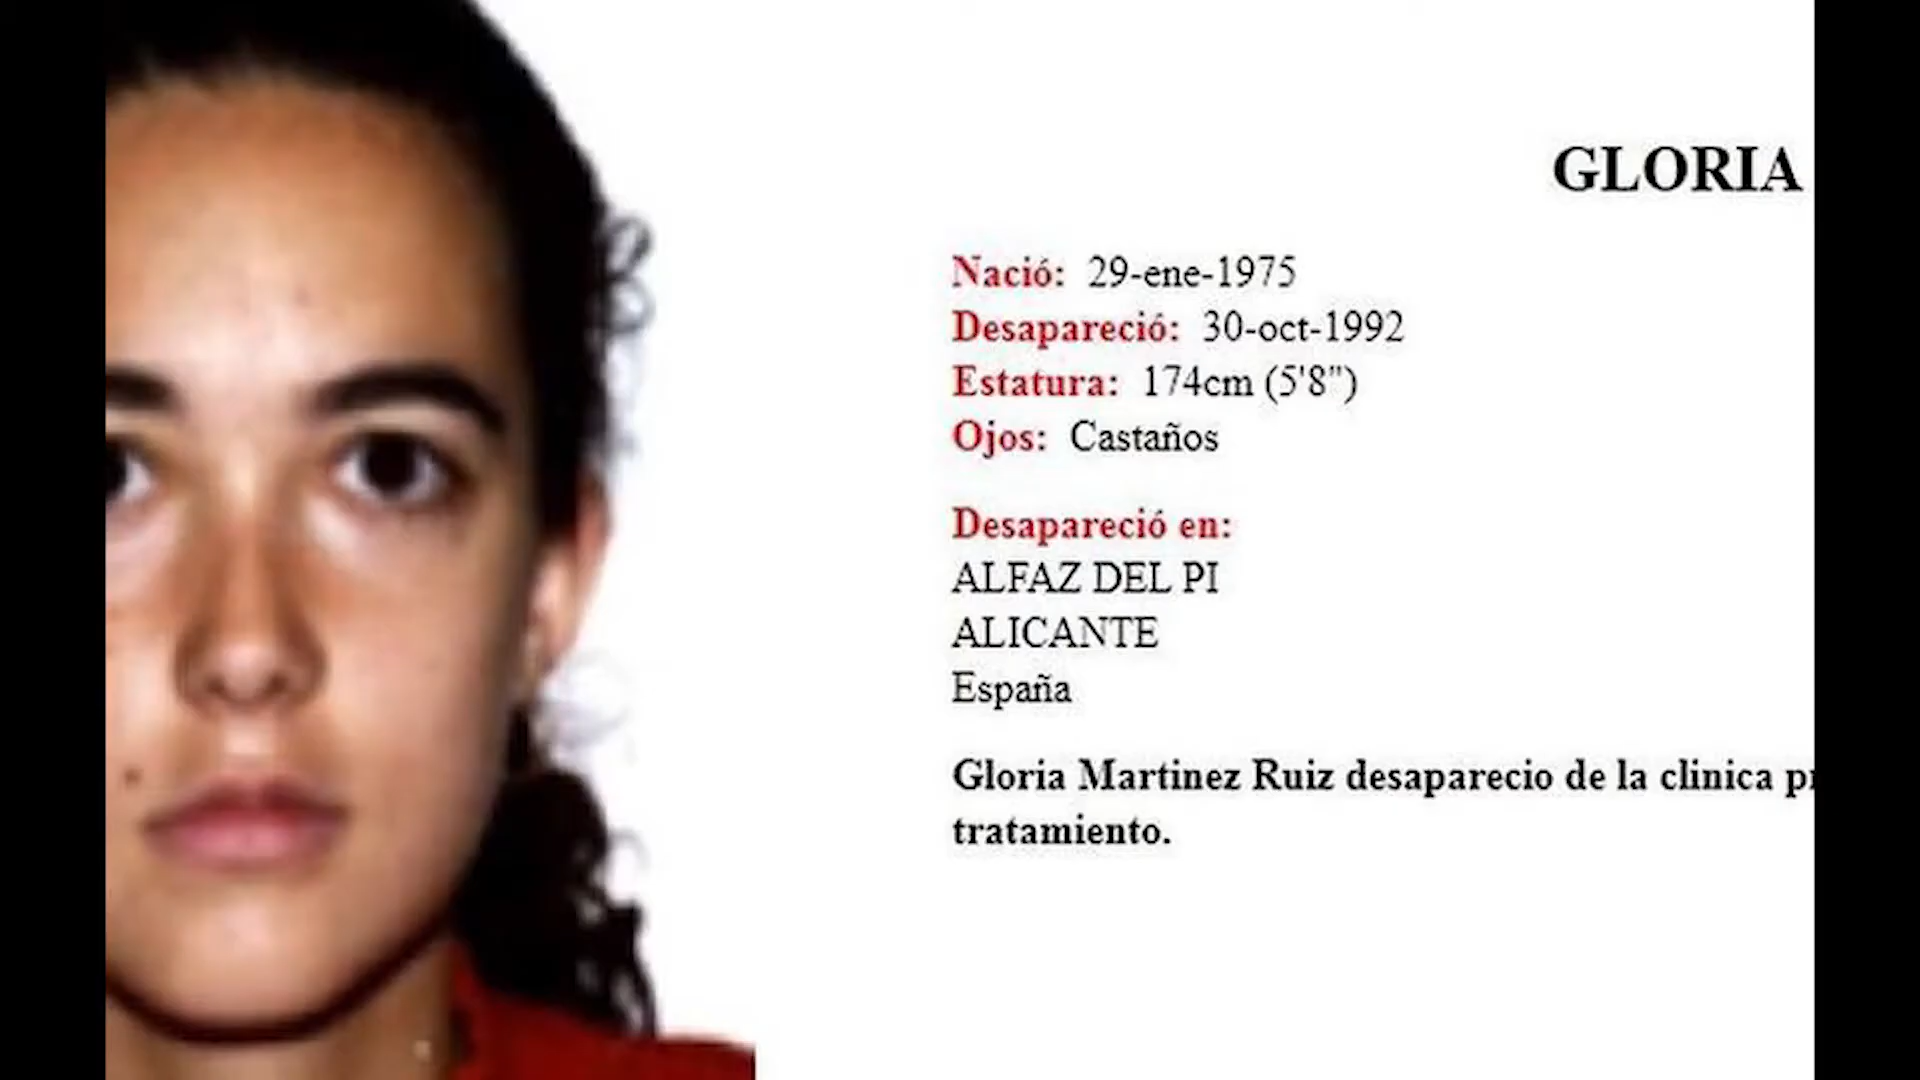 GLORIA
Nació: 29-ene-1975
Desapareció: 30-oct-1992
Estatura: 174cm (5'8")
Ojos: Castaños
Desapareció en:
ALFAZ DEL PI
ALICANTE
España
Gloria Martinez Ruiz desaparecio de la clinica
tratamiento.